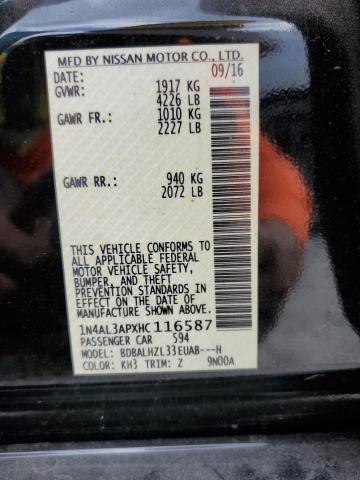 MFD BY NISSAN MOTOR CO., LTD.
DATE: 09/16
GVWR: 1917 KG
4226 LB
GAWR FR.: 1010 KG
2227 LB
GAWR RR.: 940 KG
2072 LB
THIS VEHICLE CONFORMS TO
ALL APPLICABLE FEDERAL
MOTOR VEHICLE SAFETY,
BUMPER, AND THEFT
PREVENTION STANDARDS IN
EFFECT ON THE DATE OF
MANUFACTURE SHOWN ABOVE.
1N4AL3APXHC116587
PASSENGER CAR 594
MODEL: BDBALHZL33EUAB---H
COLOR: KH3 TRIM: Z 9N00A